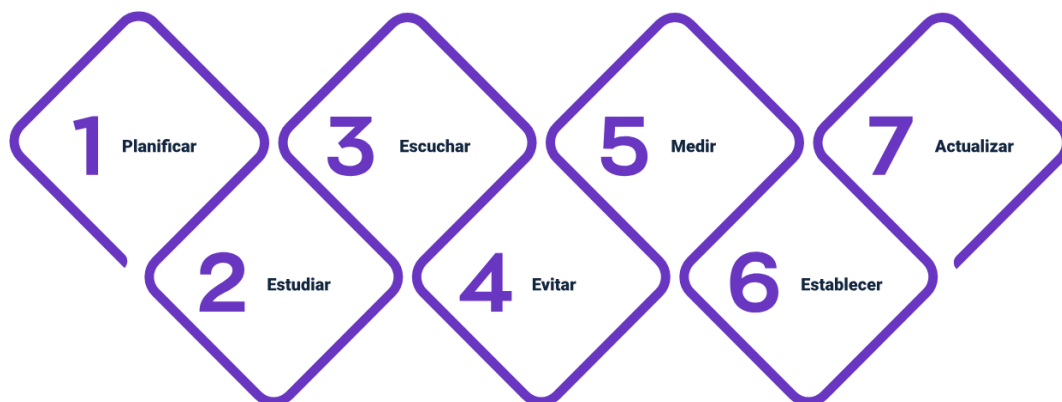 1 Planificar
2 Estudiar
3 Escuchar
4 Evitar
5 Medir
6 Establecer
7 Actualizar